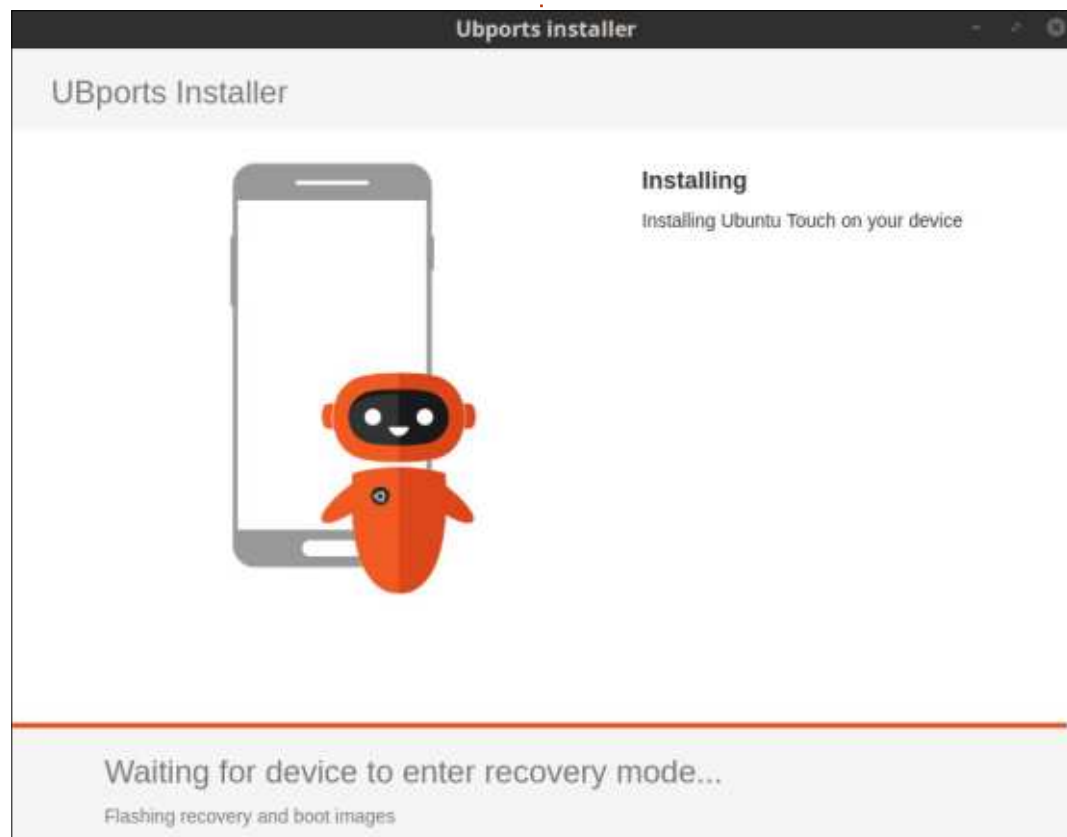 Ubports installer
UBports Installer
Installing
Installing Ubuntu Touch on your device
Waiting for device to enter recovery mode...
Flashing recovery and boot images